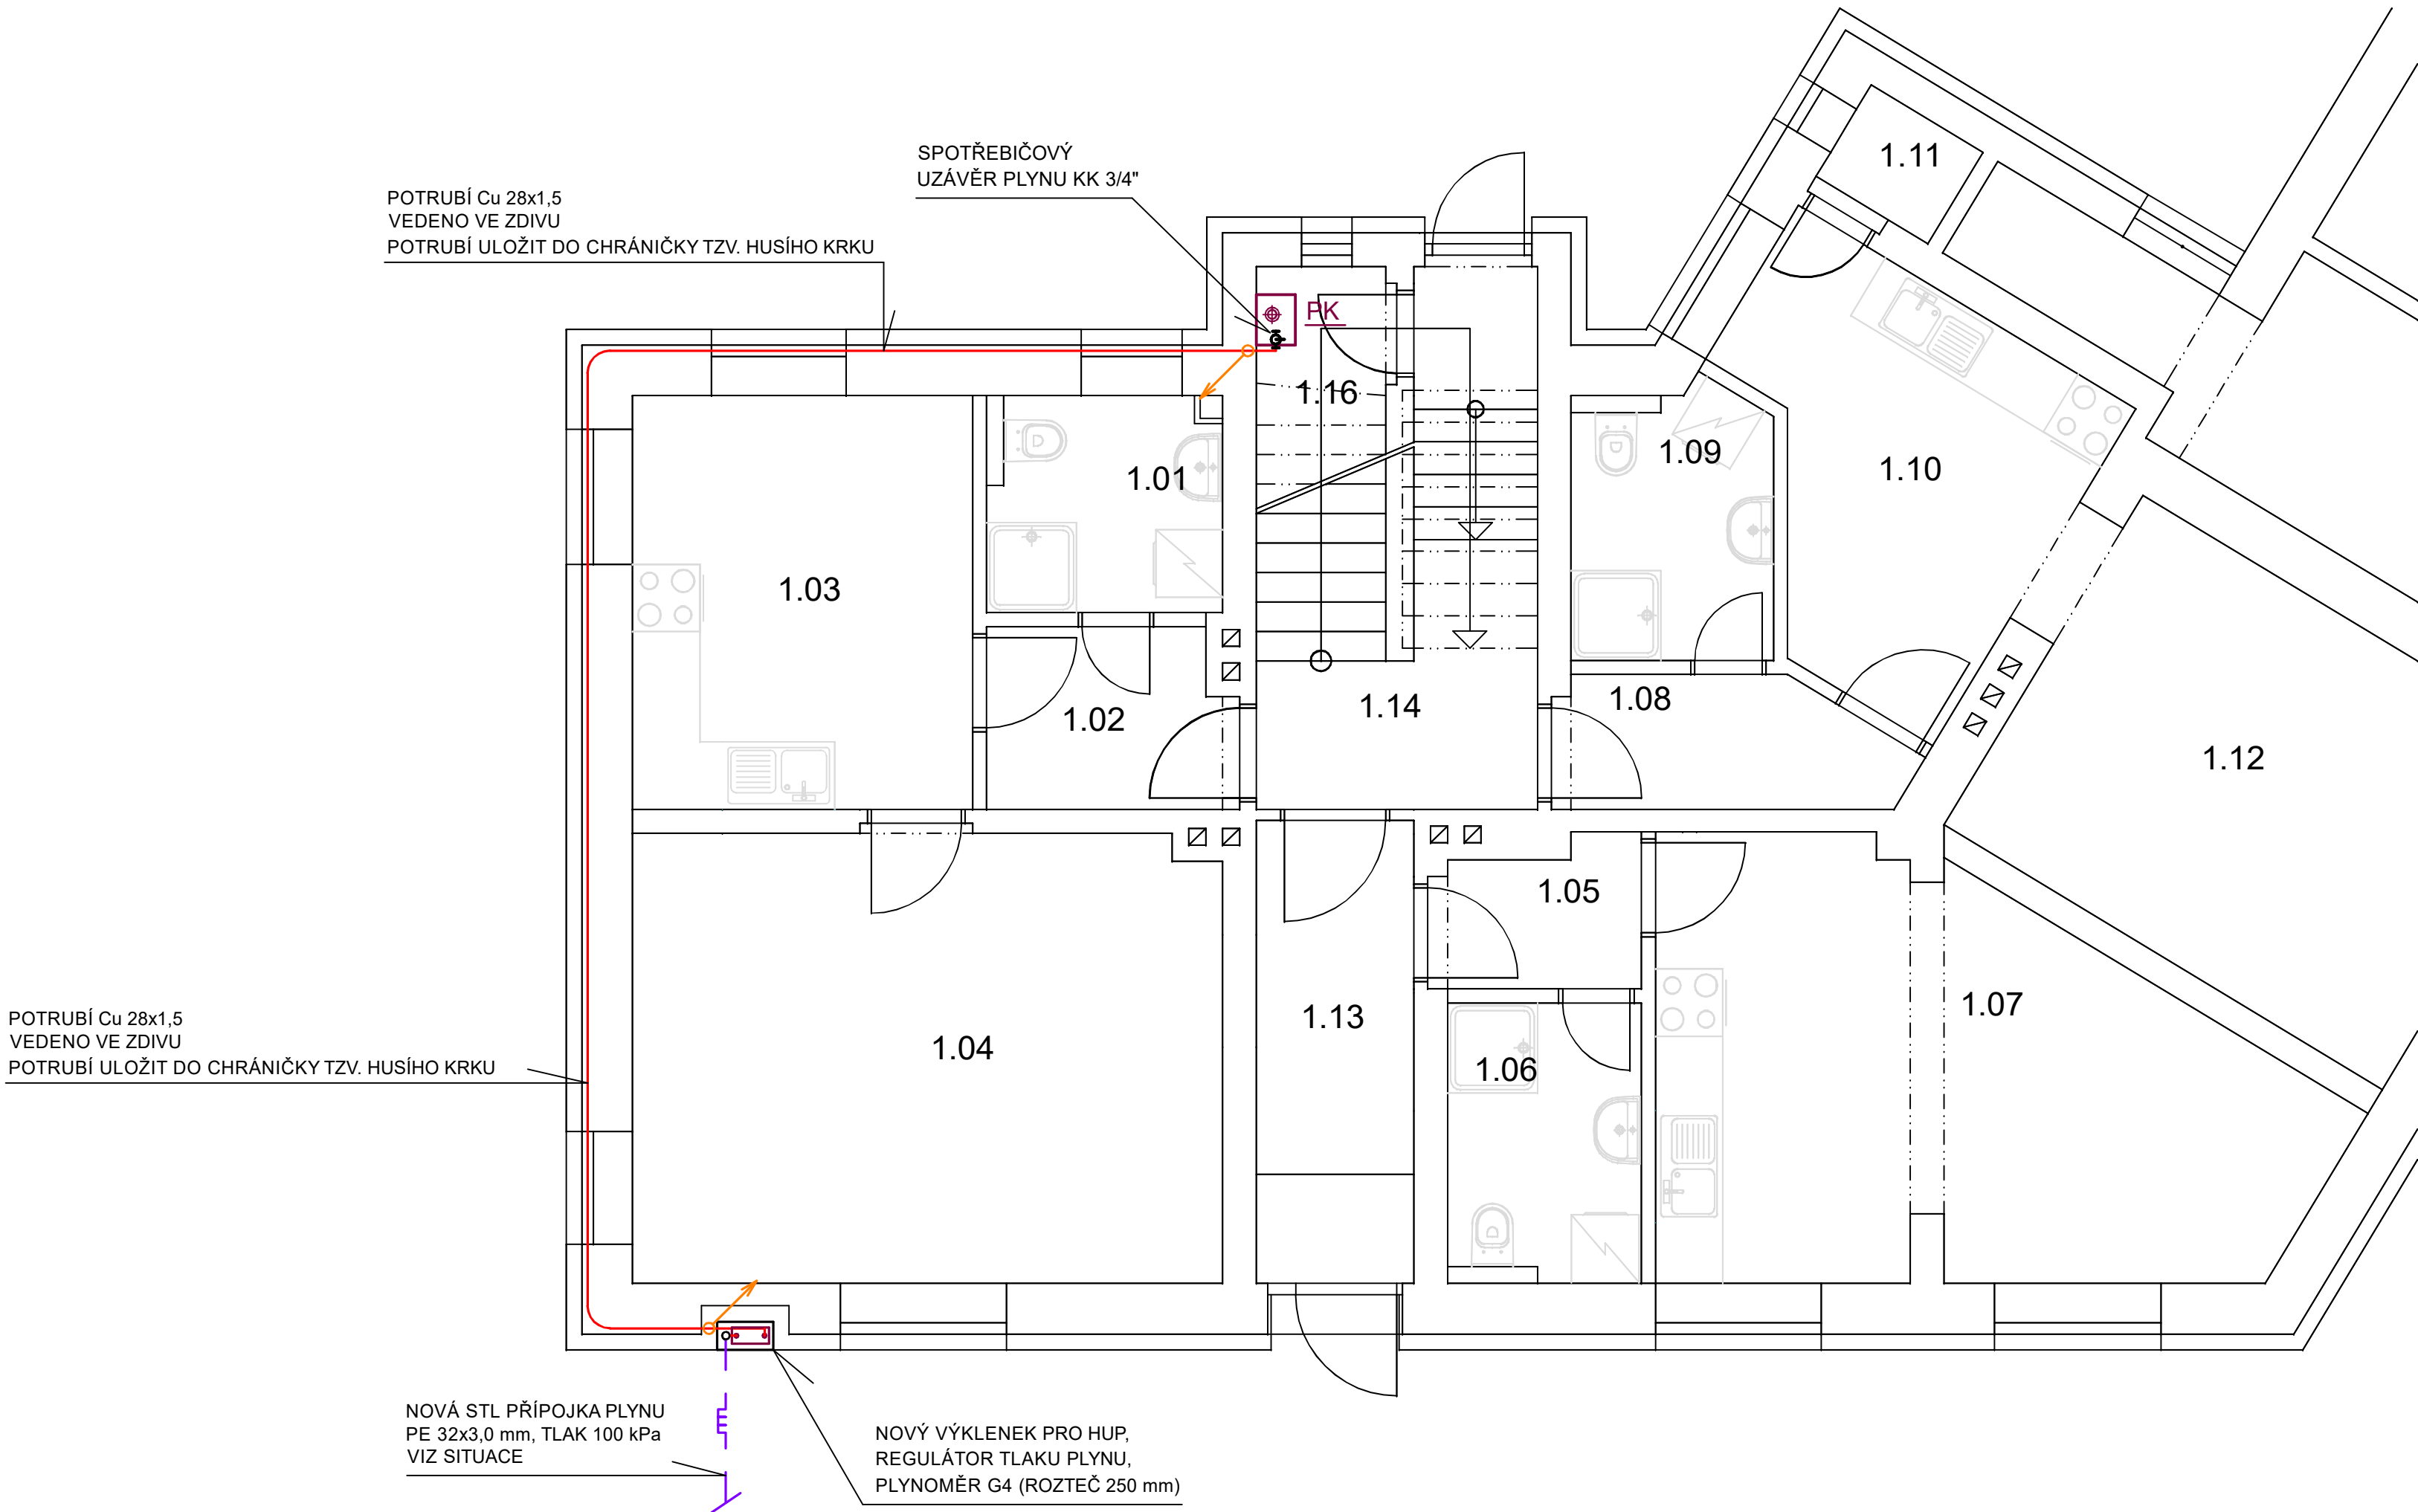 SPOTŘEBIČOVÝ
UZÁVĚR PLYNU KK 3/4"
POTRUBÍ Cu 28x1,5
VEDENO VE ZDIVU
POTRUBÍ ULOŽIT DO CHRÁNIČKY TZV. HUSÍHO KRKU
1.11
PK
1.16
1.01
1.09
1.10
1.03
1.02
1.14
1.08
1.12
1.05
1.04
1.13
1.06
1.07
POTRUBÍ Cu 28x1,5
VEDENO VE ZDIVU
POTRUBÍ ULOŽIT DO CHRÁNIČKY TZV. HUSÍHO KRKU
NOVÁ STL PŘÍPOJKA PLYNU
PE 32x3,0 mm, TLAK 100 kPa
VIZ SITUACE
NOVÝ VÝKLENEK PRO HUP,
REGULÁTOR TLAKU PLYNU,
PLYNOMĚR G4 (ROZTEČ 250 mm)